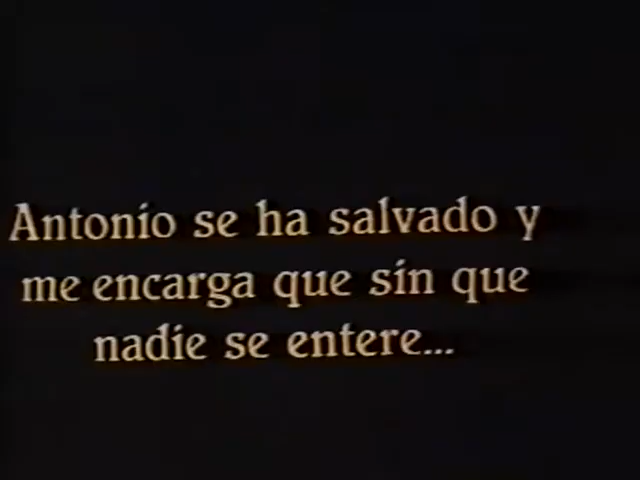 Antonio se ha salvado y
me encarga que sin que
nadie se entere...